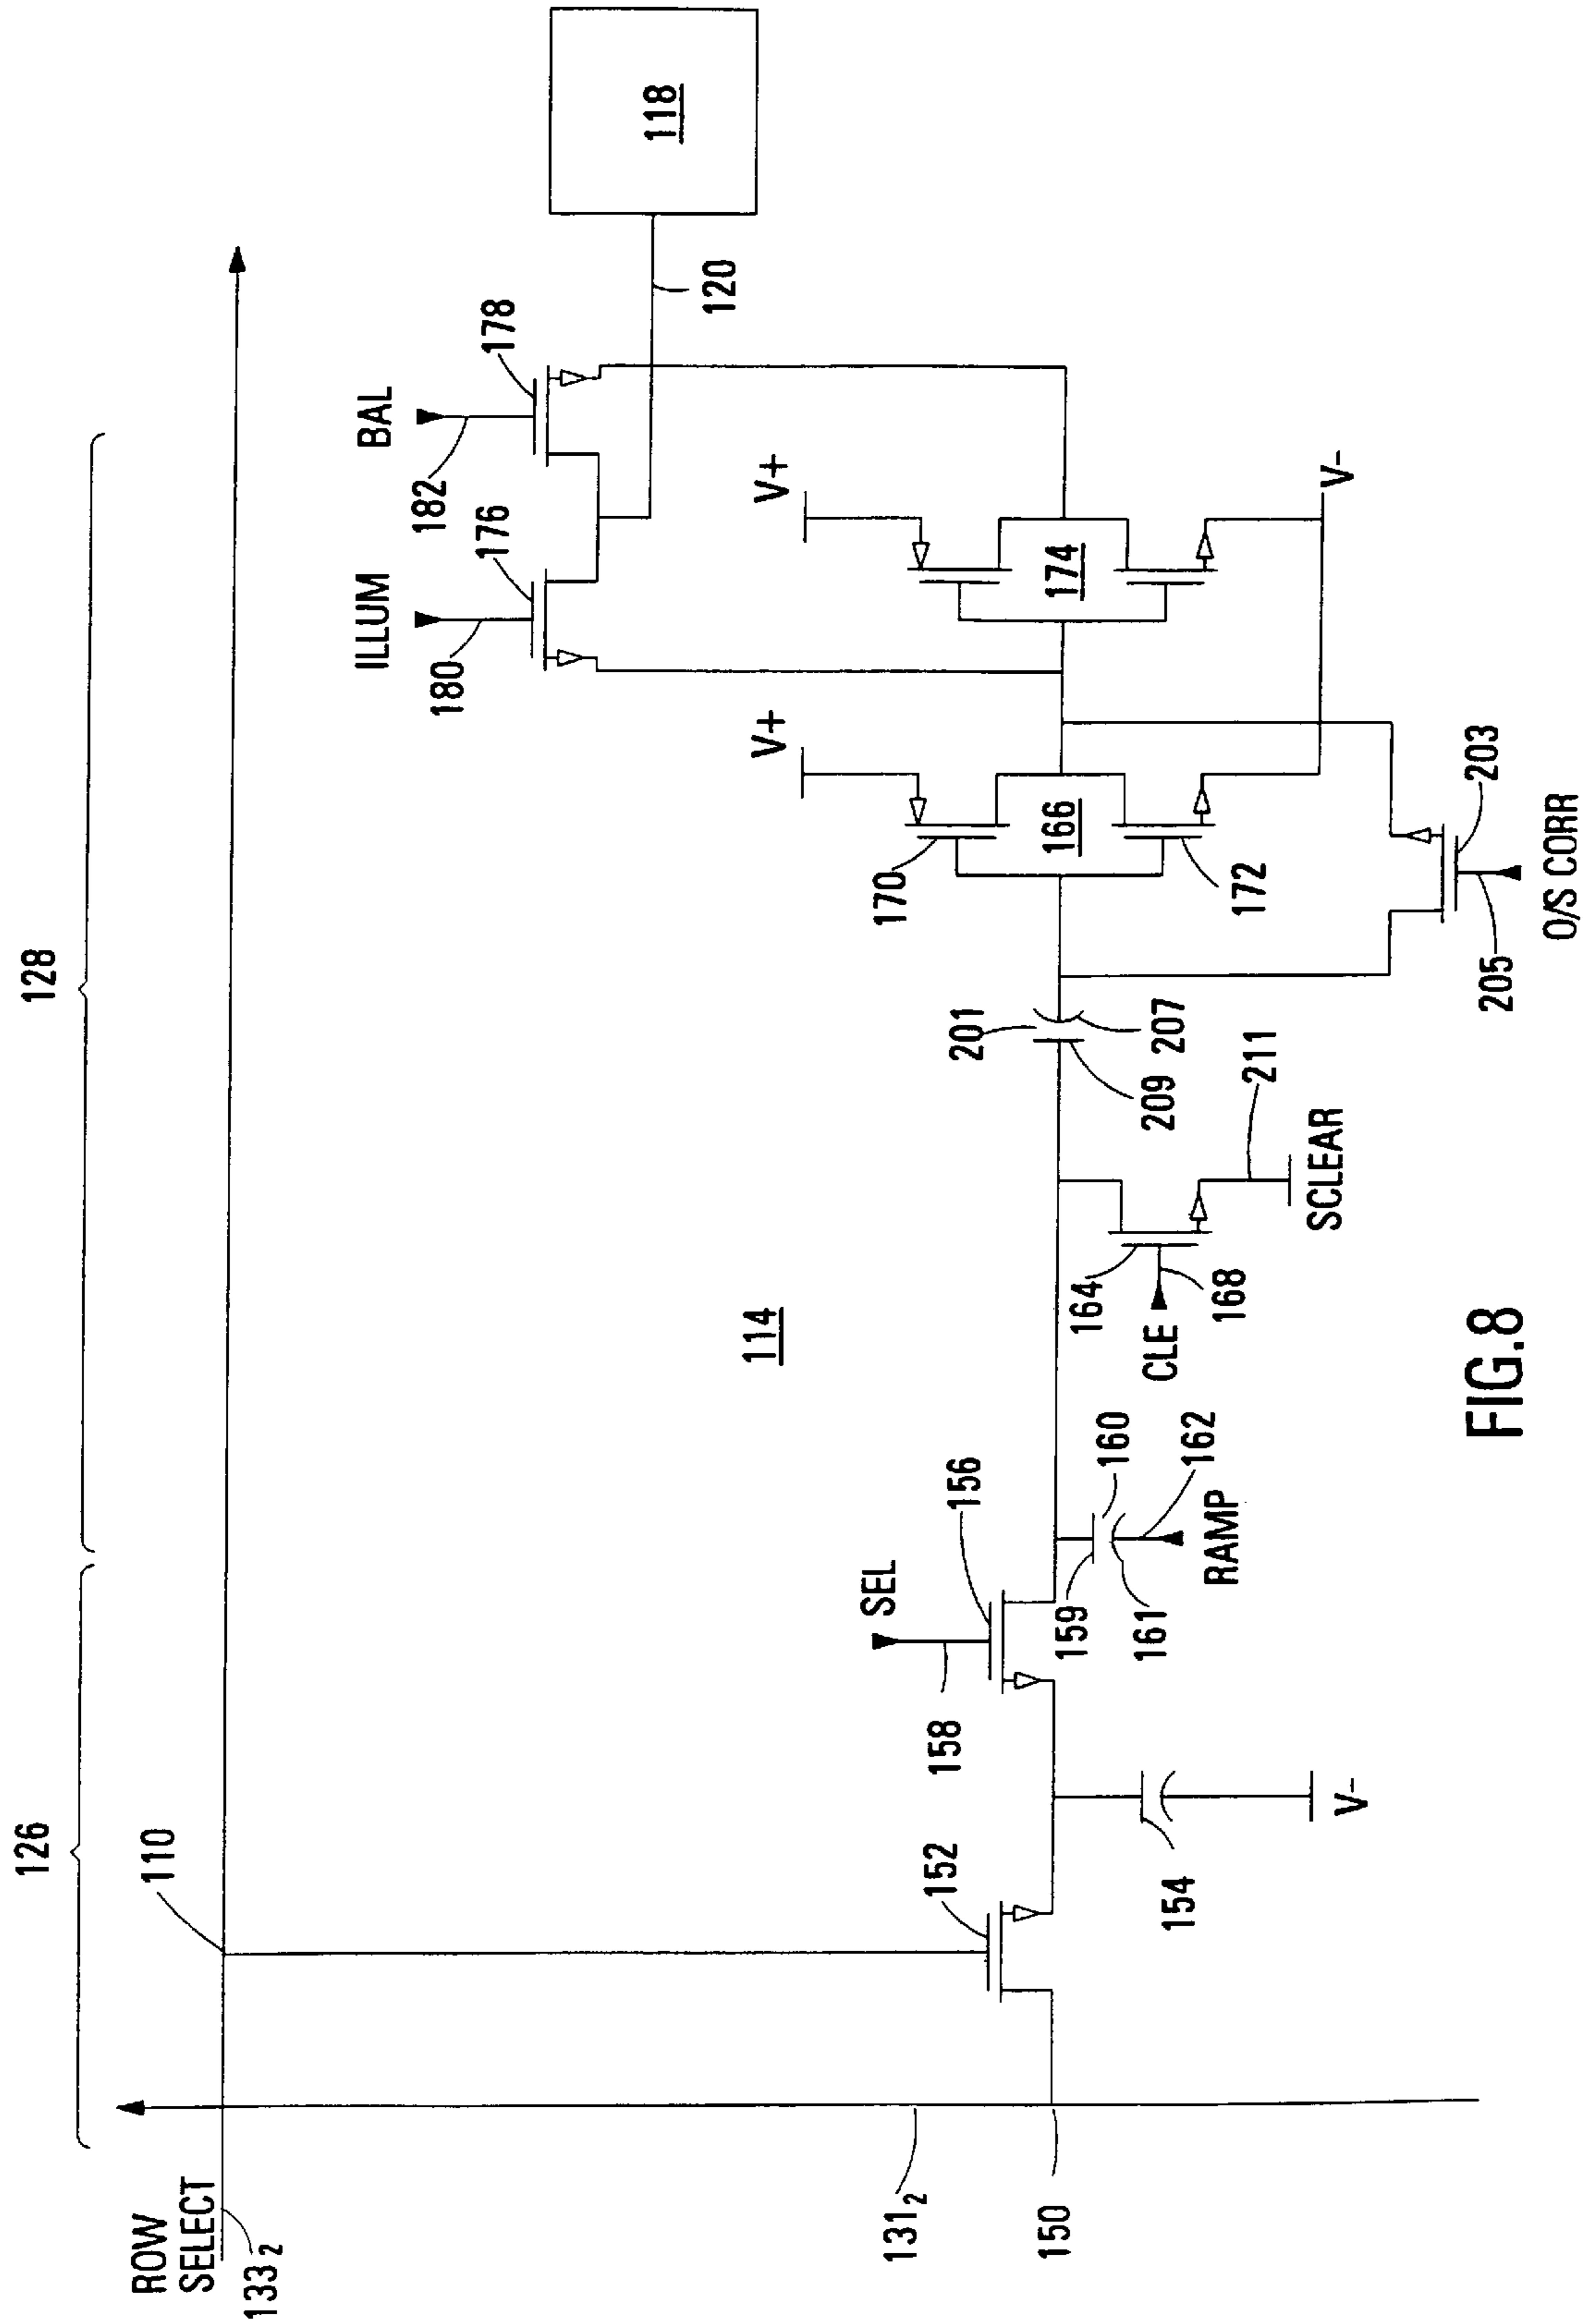 126
128
ROW
SELECT
133₂
110
131₂
150
152
154
V-
SEL
158
156
159
160
161
162
RAMP
114
CLE
164
168
211
SCLEAR
201
209
207
170
166
172
V+
205
203
O/S CORR
V+
174
V-
ILLUM
180
176
BAL
182
178
120
118
FIG.8